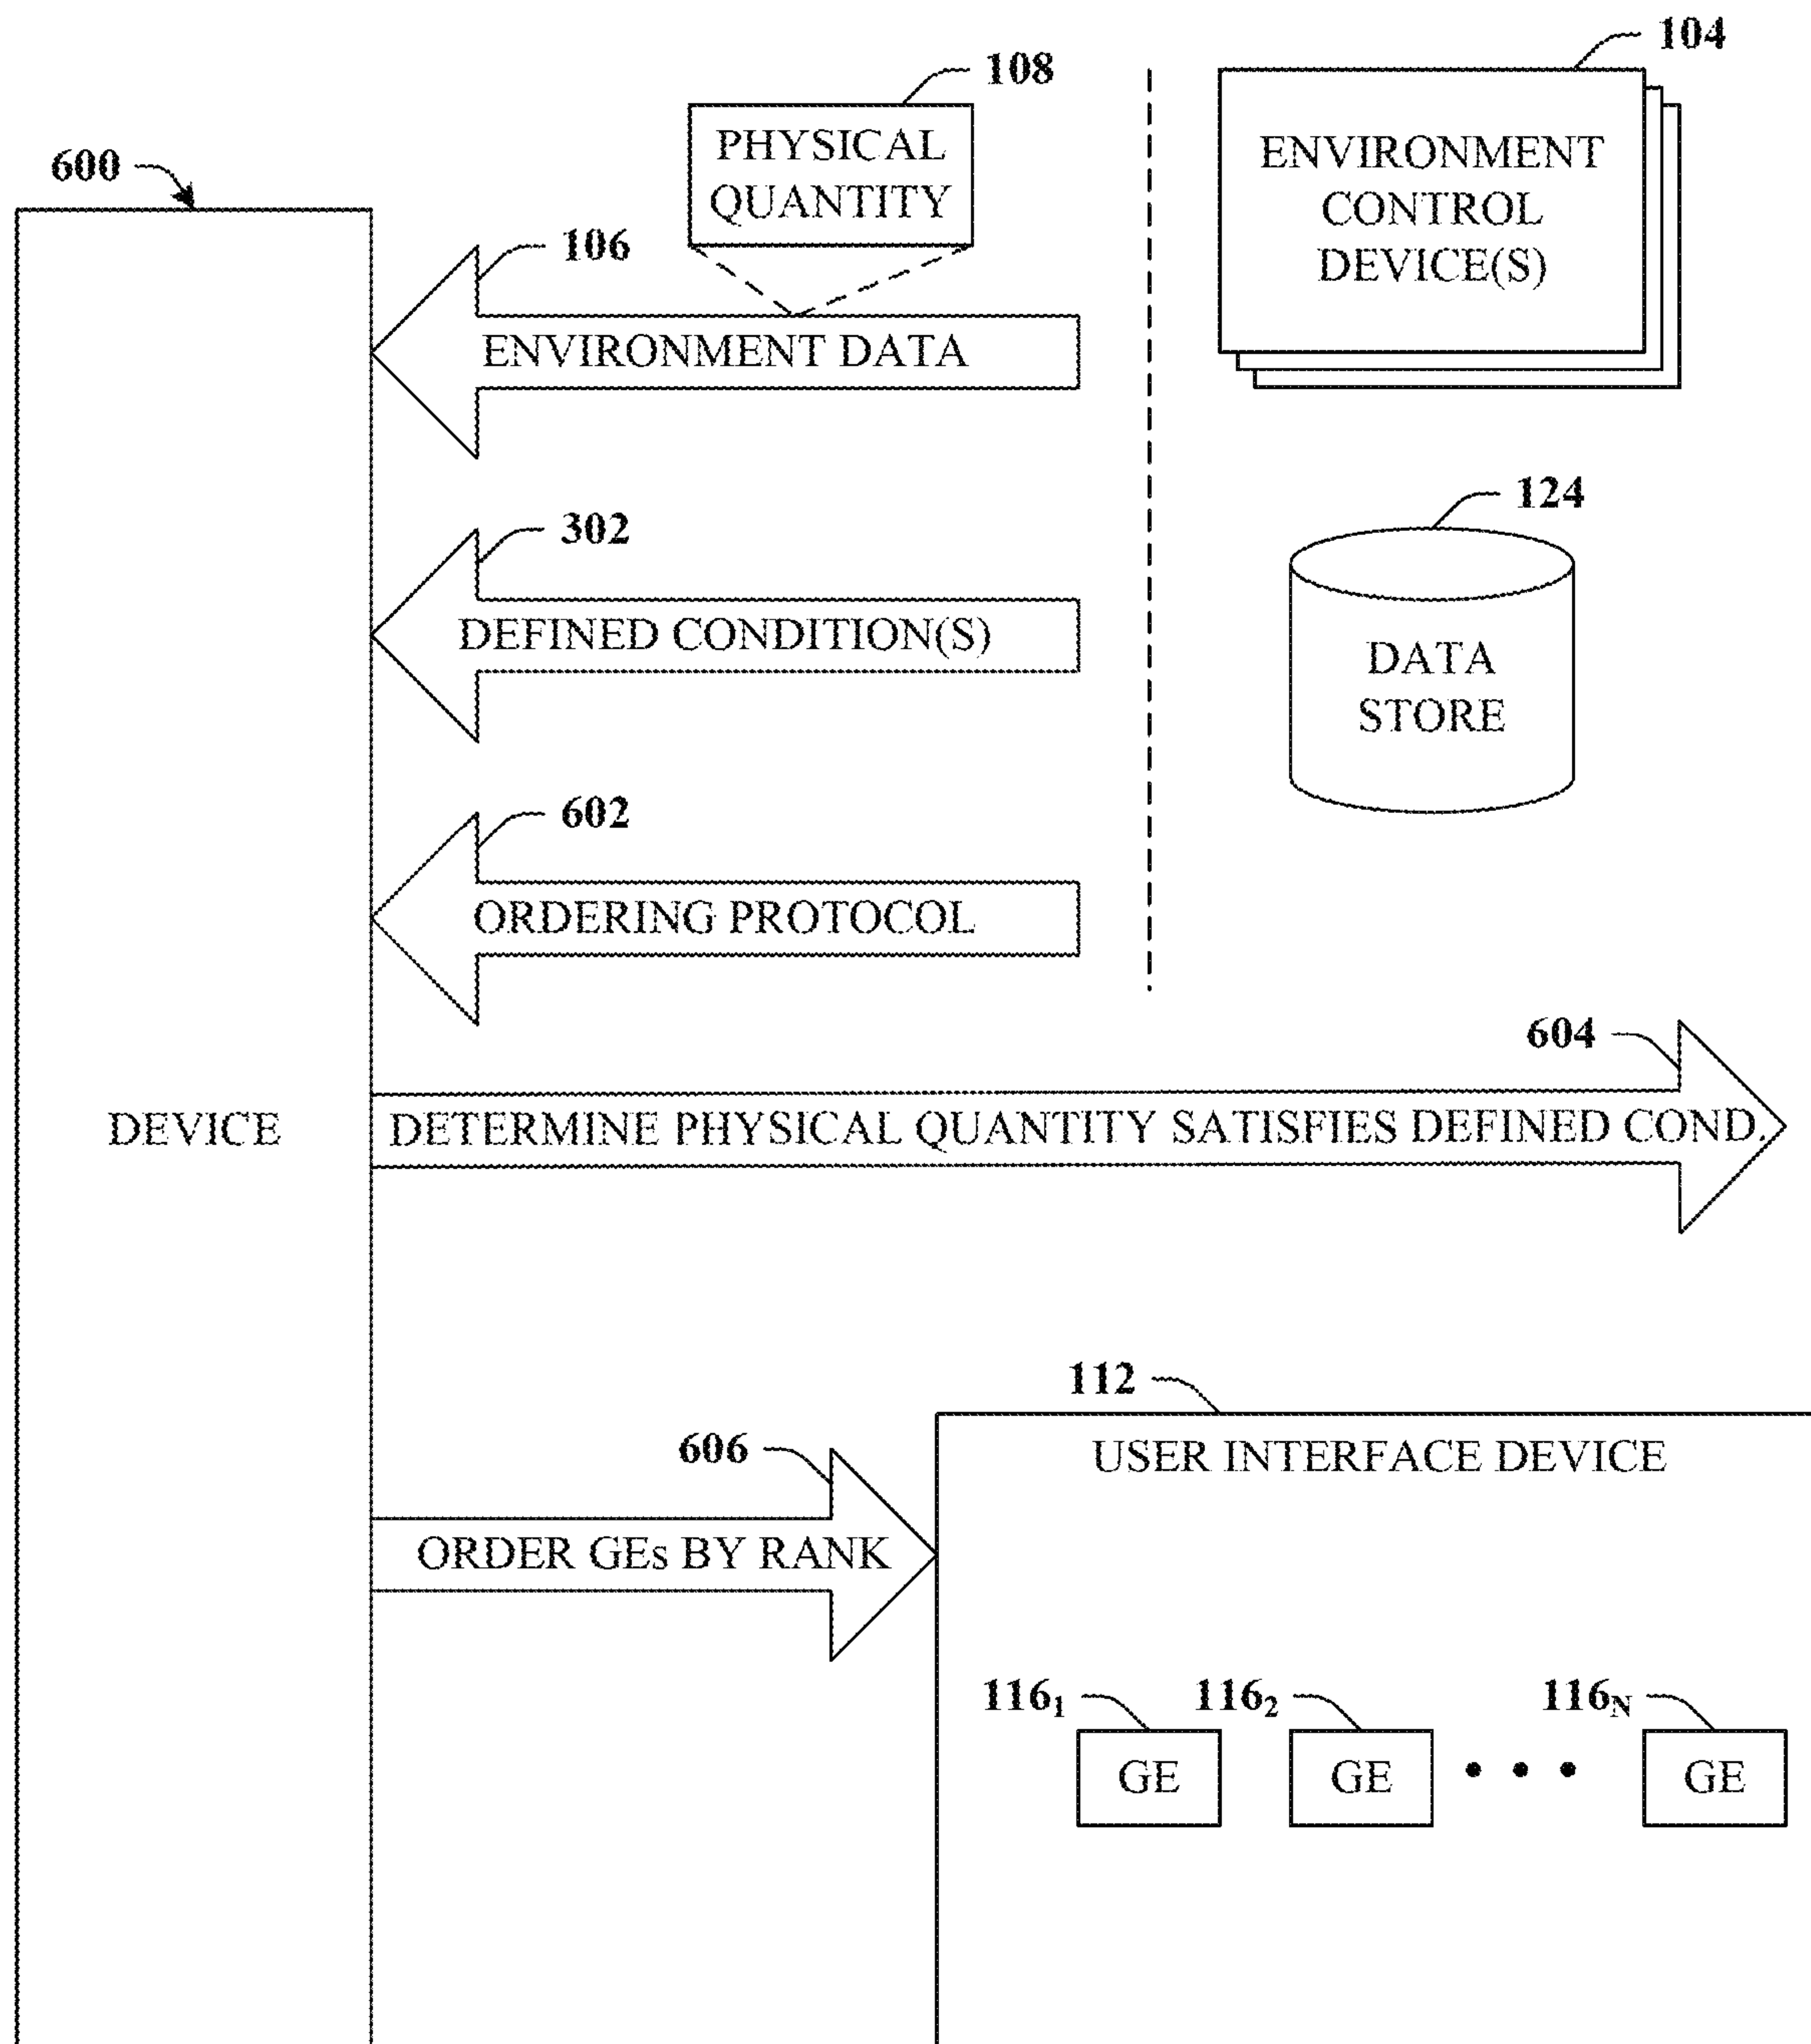 104
108
PHYSICAL
QUANTITY
ENVIRONMENT
CONTROL
DEVICE(S)
600
106
ENVIRONMENT DATA
302
124
DEFINED CONDITION(S)
DATA
STORE
602
ORDERING PROTOCOL
604
DEVICE
DETERMINE PHYSICAL QUANTITY SATISFIES DEFINED COND.
112
USER INTERFACE DEVICE
606
ORDER GEs BY RANK
116₁ 116₂ 116N
GE GE • • • GE